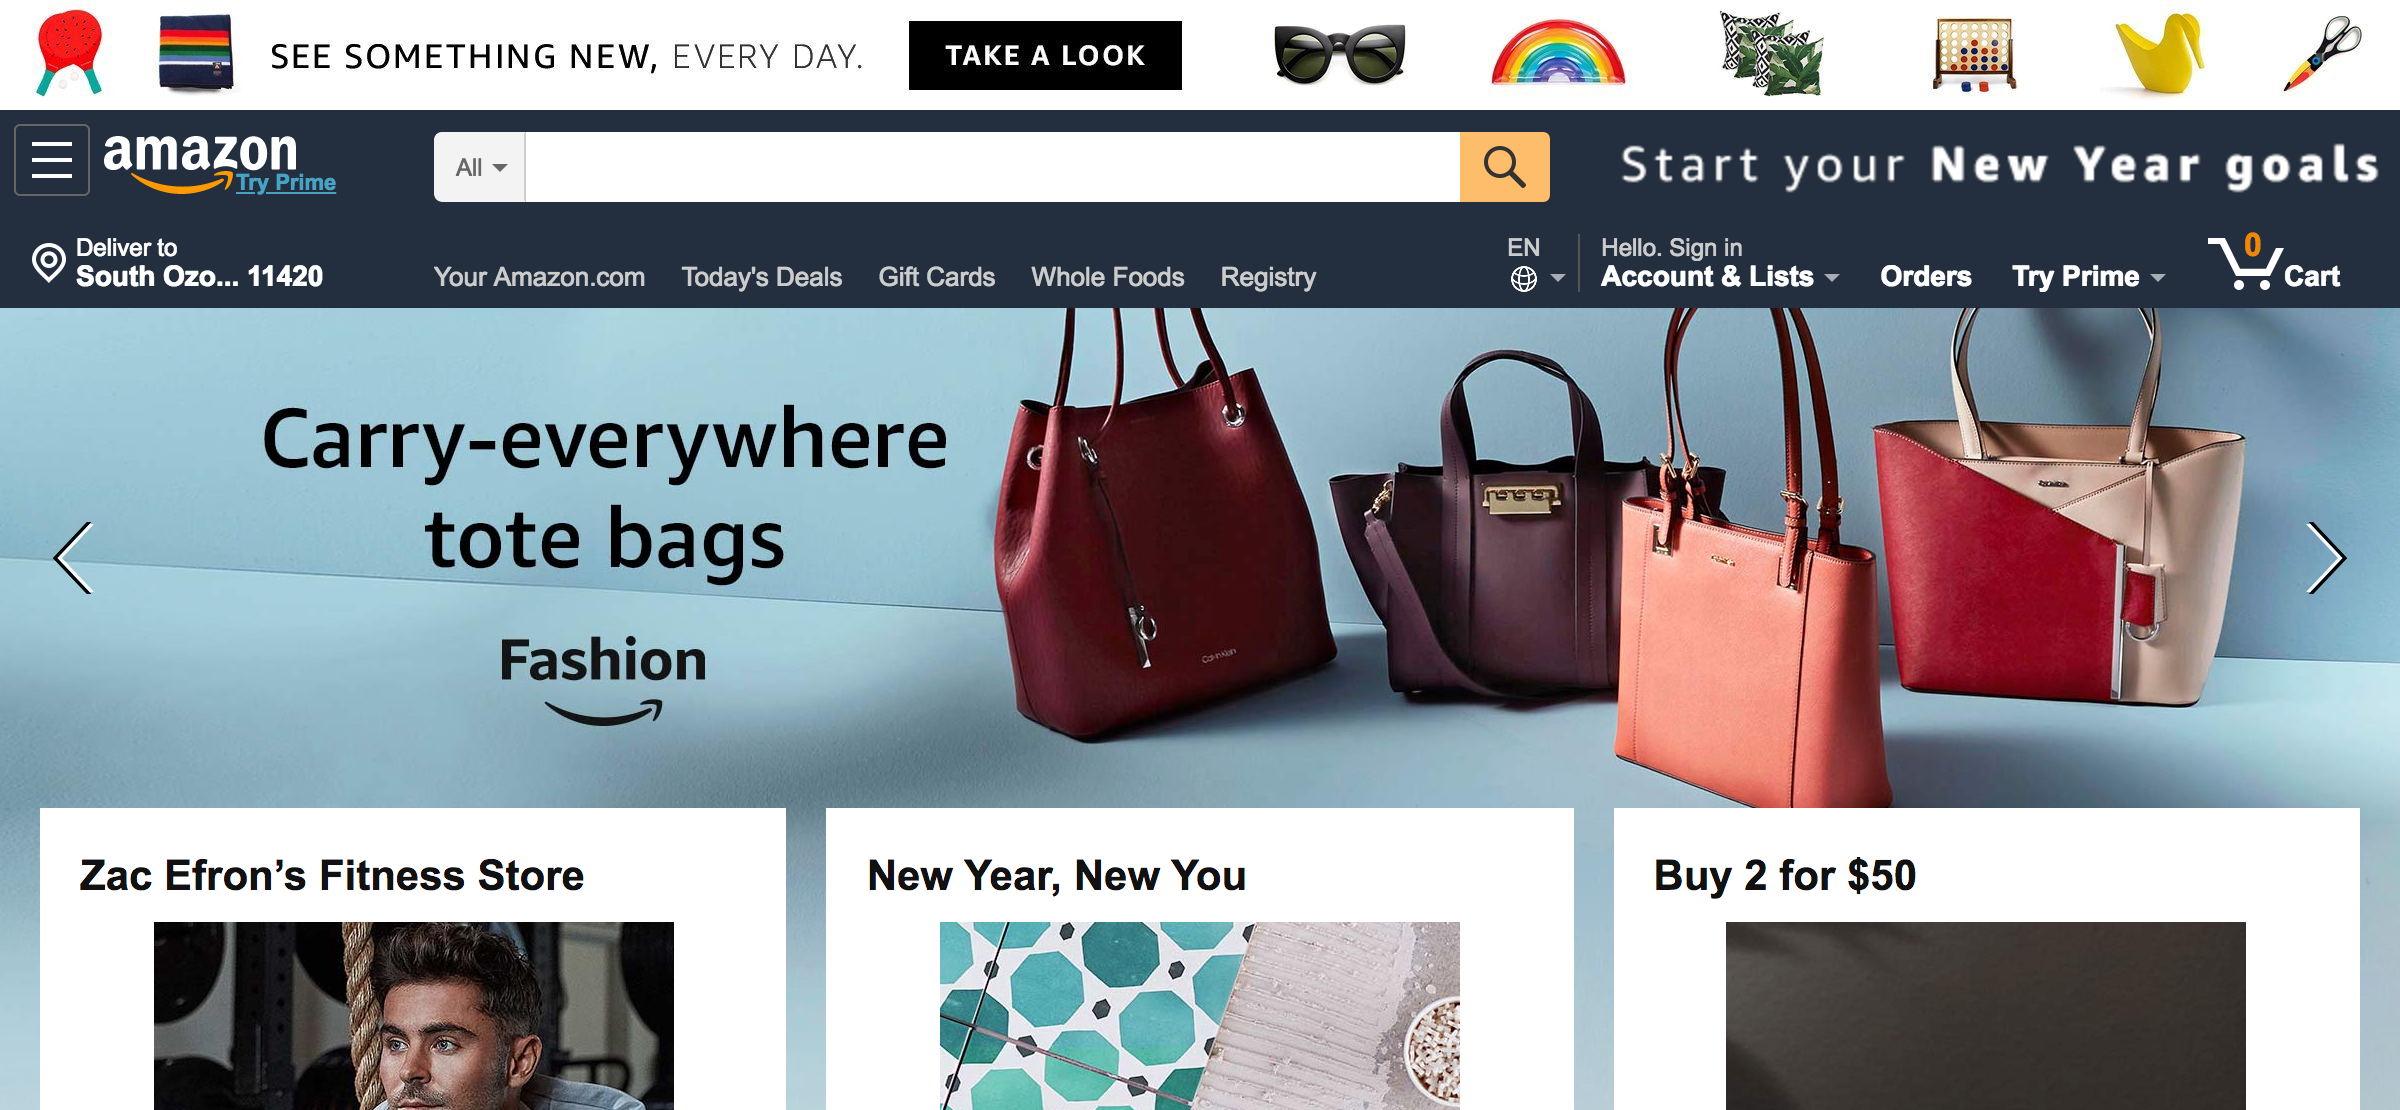 SEE SOMETHING NEW, EVERY DAY.
TAKE A LOOK
amazon
Try Prime
All
Start your New Year goals
Deliver to
South Ozo... 11420
Your Amazon.com
Today's Deals
Gift Cards
Whole Foods
Registry
EN
Hello. Sign in
Account & Lists
Orders
Try Prime
0
Cart
Carry-everywhere
tote bags
Fashion
Calvin Klein
Zac Efron’s Fitness Store
New Year, New You
Buy 2 for $50